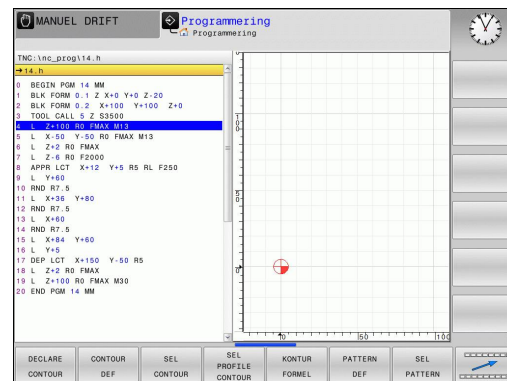 MANUEL DRIFT
Programmering
Programmering
TNC:\nc_prog\14.h
→14.h
0 BEGIN PGM 14 MM
1 BLK FORM 0.1 Z X+0 Y+0 Z-20
2 BLK FORM 0.2 X+100 Y+100 Z+0
3 TOOL CALL 5 Z S3500
4 L Z+100 R0 FMAX M13
5 L X-50 Y-50 R0 FMAX M13
6 L Z+2 R0 FMAX
7 L Z-6 R0 F2000
8 APPR LCT X+12 Y+5 R5 RL F250
9 L Y+60
10 RND R7.5
11 L X+36 Y+80
12 RND R7.5
13 L X+60
14 RND R7.5
15 L X+84 Y+60
16 L Y+5
17 DEP LCT X+150 Y-50 R5
18 L Z+2 R0 FMAX
19 L Z+100 R0 FMAX M30
20 END PGM 14 MM
100
50
0
0
50
100
DECLARE CONTOUR
CONTOUR DEF
SEL CONTOUR
SEL PROFILE CONTOUR
KONTUR FORMEL
PATTERN DEF
SEL PATTERN